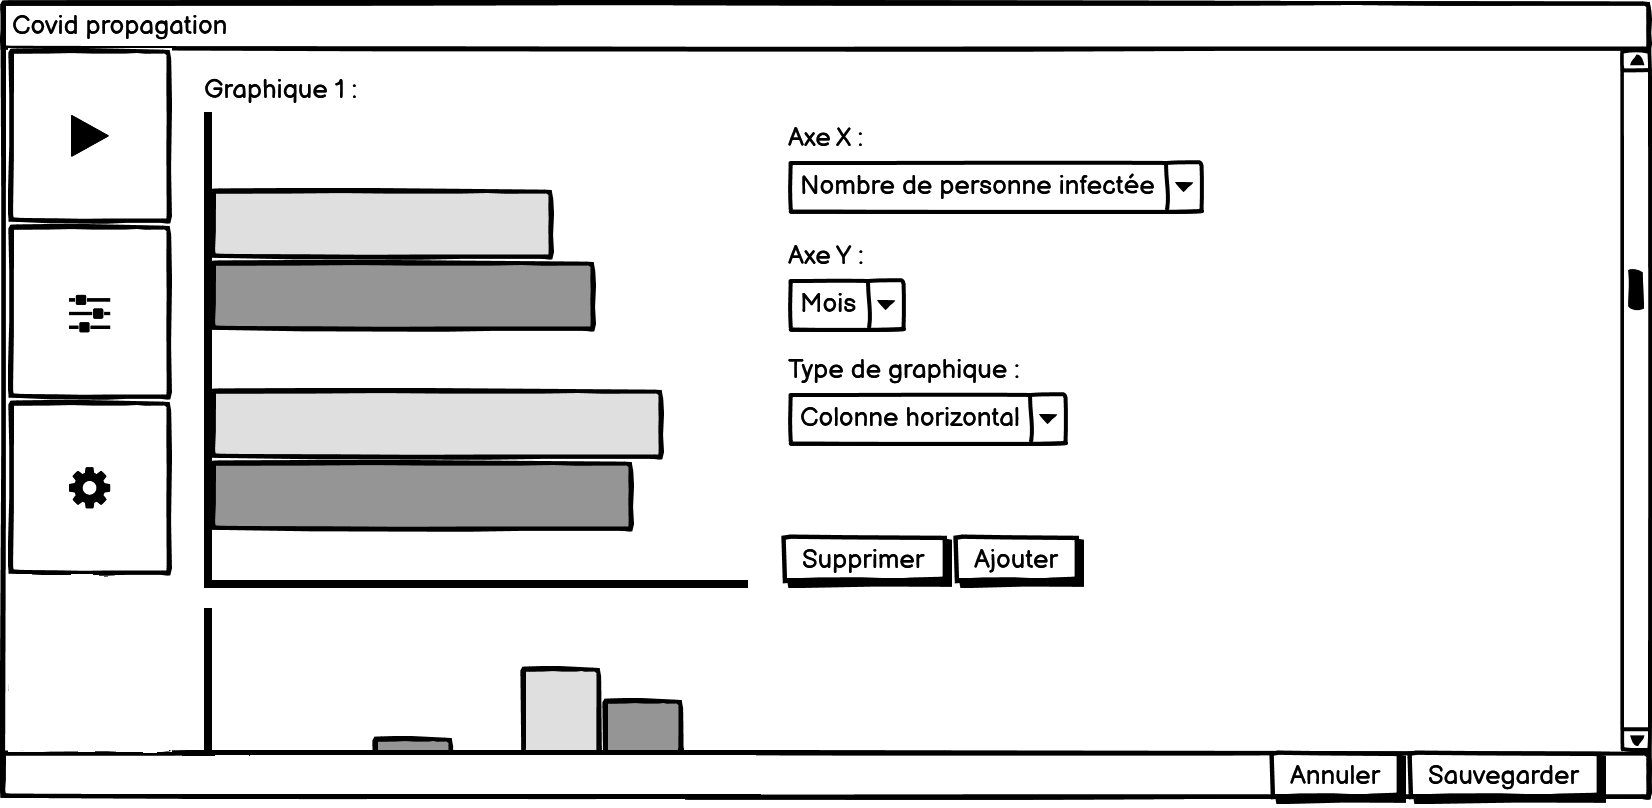 Covid propagation
Graphique 1 :
Axe X :
Nombre de personne infectée
Axe Y :
Mois
Type de graphique :
Colonne horizontal
Supprimer
Ajouter
Annuler
Sauvegarder